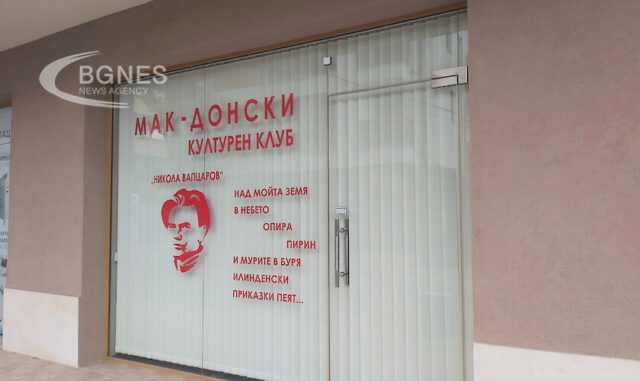 BGNES
NEWS AGENCY
МАК-ДОНСКИ
КУЛТУРЕН КЛУБ
„НИКОЛА ВАПЦАРОВ“
НАД МОЙТА ЗЕМЯ
В НЕБЕТО
ОПИРА
ПИРИН
И МУРИТЕ В БУРЯ
ИЛИНДЕНСКИ
ПРИКАЗКИ ПЕЯТ...